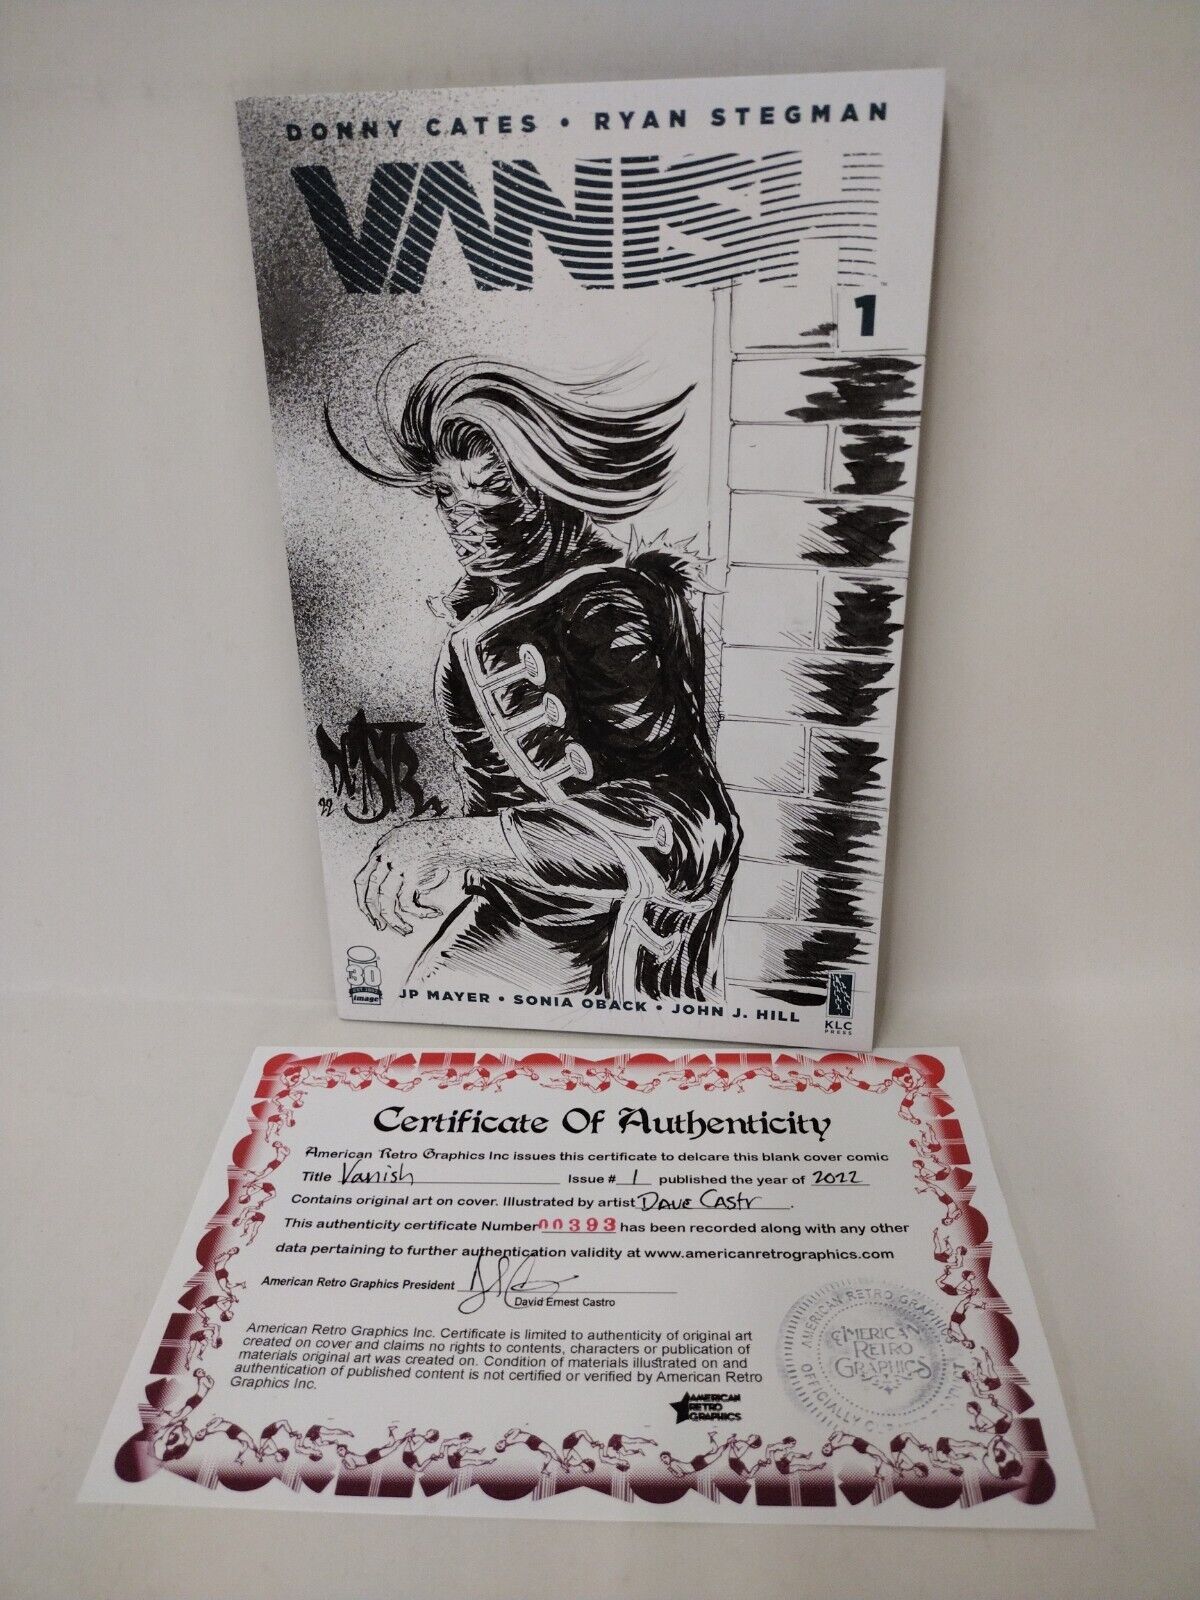 DONNY CATES • RYAN STEGMAN
VANISH
™
1
DCASTR
22
30
image
JP MAYER • SONIA OBACK • JOHN J. HILL
KLC
PRESS
Certificate Of Authenticity
American Retro Graphics Inc issues this certificate to delcare this blank cover comic
Title Vanish Issue # 1 published the year of 2022
Contains original art on cover. Illustrated by artist Dave Castr.
This authenticity certificate Number 00393 has been recorded along with any other
data pertaining to further authentication validity at www.americanretrographics.com
American Retro Graphics President
David Ernest Castro
American Retro Graphics Inc. Certificate is limited to authenticity of original art
created on cover and claims no rights to contents, characters or publication of
materials original art was created on. Condition of materials illustrated on and
authentication of published content is not certified or verified by American Retro
Graphics Inc.
AMERICAN
RETRO
GRAPHICS
AMERICAN RETRO GRAPHICS
AMERICAN
RETRO
GRAPHICS
OFFICIALLY